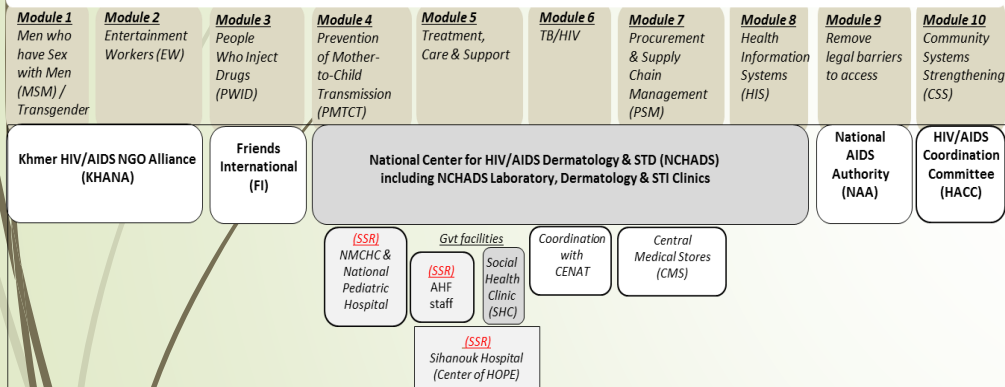 Module 1
Men who
have Sex
with Men
(MSM) /
Transgender
Module 2
Entertainment
Workers (EW)
Module 3
People
Who Inject
Drugs
(PWID)
Module 4
Prevention
of Mother-
to-Child
Transmission
(PMTCT)
Module 5
Treatment,
Care & Support
Module 6
TB/HIV
Module 7
Procurement
& Supply
Chain
Management
(PSM)
Module 8
Health
Information
Systems
(HIS)
Module 9
Remove
legal barriers
to access
Module 10
Community
Systems
Strengthening
(CSS)
Khmer HIV/AIDS NGO Alliance
(KHANA)
Friends
International
(FI)
National Center for HIV/AIDS Dermatology & STD (NCHADS)
including NCHADS Laboratory, Dermatology & STI Clinics
National
AIDS
Authority
(NAA)
HIV/AIDS
Coordination
Committee
(HACC)
(SSR)
NMCHC &
National
Pediatric
Hospital
Gvt facilities
(SSR)
AHF
staff
Social
Health
Clinic
(SHC)
Coordination
with
CENAT
Central
Medical Stores
(CMS)
(SSR)
Sihanouk Hospital
(Center of HOPE)